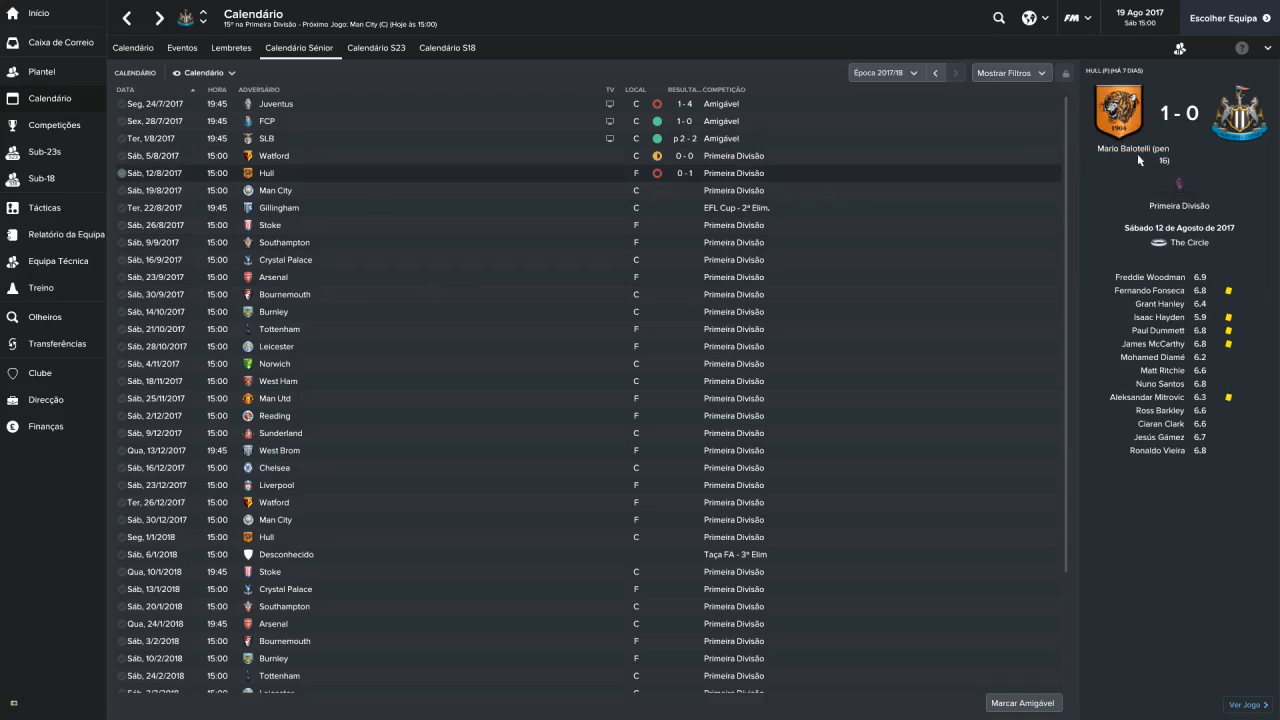 Início
Caixa de Correio
Plantel
Calendário
Competições
Sub-23s
Sub-18
Tácticas
Relatório da Equipa
Equipa Técnica
Treino
Olheiros
Transferências
Clube
Direcção
Finanças
Calendário
15º na Primeira Divisão - Próximo Jogo: Man City (C) (Hoje às 15:00)
FM
19 Ago 2017
Sáb 15:00
Escolher Equipa
Calendário Eventos Lembretes Calendário Sénior Calendário S23 Calendário S18
CALENDÁRIO Calendário Época 2017/18 Mostrar Filtros
DATA HORA ADVERSÁRIO TV LOCAL RESULTA... COMPETIÇÃO
Seg, 24/7/2017 19:45 Juventus C 1 - 4 Amigável
Sex, 28/7/2017 19:45 FCP C 1 - 0 Amigável
Ter, 1/8/2017 19:45 SLB C p 2 - 2 Amigável
Sáb, 5/8/2017 15:00 Watford C 0 - 0 Primeira Divisão
Sáb, 12/8/2017 15:00 Hull F 0 - 1 Primeira Divisão
Sáb, 19/8/2017 15:00 Man City C Primeira Divisão
Ter, 22/8/2017 19:45 Gillingham C EFL Cup - 2ª Elim.
Sáb, 26/8/2017 15:00 Stoke F Primeira Divisão
Sáb, 9/9/2017 15:00 Southampton F Primeira Divisão
Sáb, 16/9/2017 15:00 Crystal Palace C Primeira Divisão
Sáb, 23/9/2017 15:00 Arsenal F Primeira Divisão
Sáb, 30/9/2017 15:00 Bournemouth C Primeira Divisão
Sáb, 14/10/2017 15:00 Burnley C Primeira Divisão
Sáb, 21/10/2017 15:00 Tottenham F Primeira Divisão
Sáb, 28/10/2017 15:00 Leicester F Primeira Divisão
Sáb, 4/11/2017 15:00 Norwich C Primeira Divisão
Sáb, 18/11/2017 15:00 West Ham C Primeira Divisão
Sáb, 25/11/2017 15:00 Man Utd F Primeira Divisão
Sáb, 2/12/2017 15:00 Reading F Primeira Divisão
Sáb, 9/12/2017 15:00 Sunderland C Primeira Divisão
Qua, 13/12/2017 19:45 West Brom F Primeira Divisão
Sáb, 16/12/2017 15:00 Chelsea C Primeira Divisão
Sáb, 23/12/2017 15:00 Liverpool F Primeira Divisão
Ter, 26/12/2017 15:00 Watford F Primeira Divisão
Sáb, 30/12/2017 15:00 Man City F Primeira Divisão
Seg, 1/1/2018 15:00 Hull C Primeira Divisão
Sáb, 6/1/2018 15:00 Desconhecido Taça FA - 3ª Elim
Qua, 10/1/2018 19:45 Stoke C Primeira Divisão
Sáb, 13/1/2018 15:00 Crystal Palace F Primeira Divisão
Sáb, 20/1/2018 15:00 Southampton C Primeira Divisão
Qua, 24/1/2018 19:45 Arsenal C Primeira Divisão
Sáb, 3/2/2018 15:00 Bournemouth F Primeira Divisão
Sáb, 10/2/2018 15:00 Burnley F Primeira Divisão
Sáb, 24/2/2018 15:00 Tottenham C Primeira Divisão
Marcar Amigável
HULL (F) (HÁ 7 DIAS)
1904
1 - 0
Mario Balotelli (pen
16)
Primeira Divisão
Sábado 12 de Agosto de 2017
The Circle
Freddie Woodman 6.9
Fernando Fonseca 6.8
Grant Hanley 6.4
Isaac Hayden 5.9
Paul Dummett 6.8
James McCarthy 6.8
Mohamed Diamé 6.2
Matt Ritchie 6.6
Nuno Santos 6.8
Aleksandar Mitrovic 6.3
Ross Barkley 6.6
Ciaran Clark 6.6
Jesús Gámez 6.7
Ronaldo Vieira 6.8
Ver Jogo